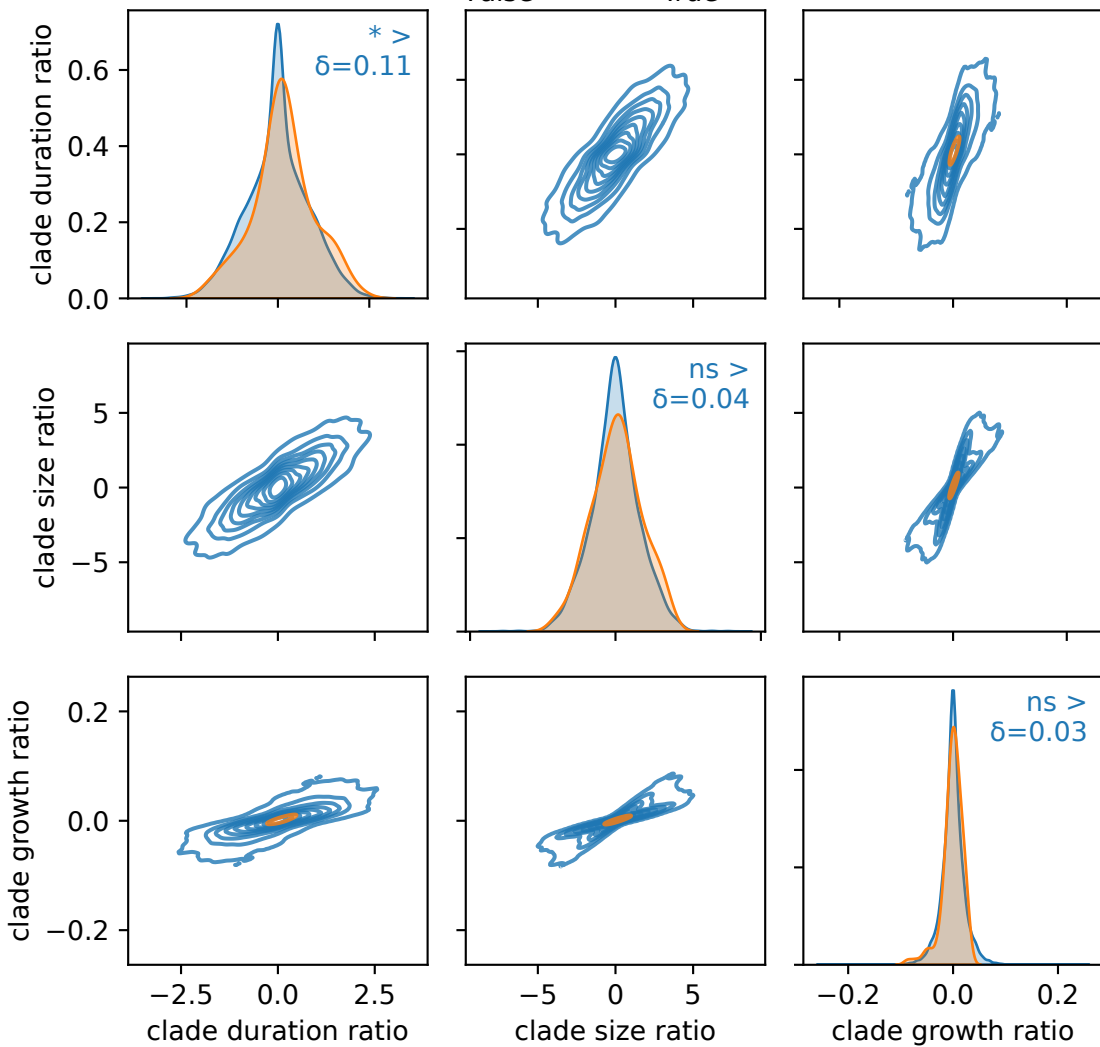 clade duration ratio
0.6
0.4
0.2
0.0
* >
δ=0.11
clade size ratio
5
0
−5
ns >
δ=0.04
clade growth ratio
0.2
0.0
−0.2
ns >
δ=0.03
−2.5 0.0 2.5
−5 0 5
−0.2 0.0 0.2
clade duration ratio
clade size ratio
clade growth ratio